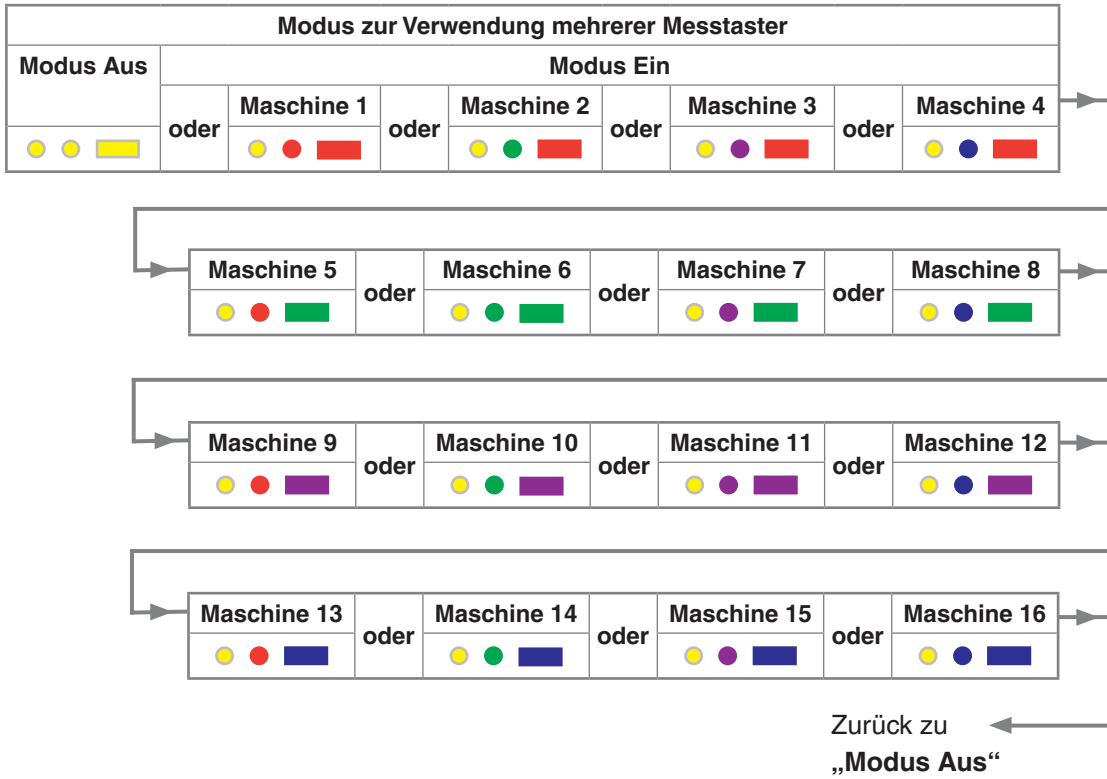 Modus zur Verwendung mehrerer Messtaster
Modus Aus
Modus Ein
oder
Maschine 1
oder
Maschine 2
oder
Maschine 3
oder
Maschine 4
Maschine 5
oder
Maschine 6
oder
Maschine 7
oder
Maschine 8
Maschine 9
oder
Maschine 10
oder
Maschine 11
oder
Maschine 12
Maschine 13
oder
Maschine 14
oder
Maschine 15
oder
Maschine 16
Zurück zu
„Modus Aus“